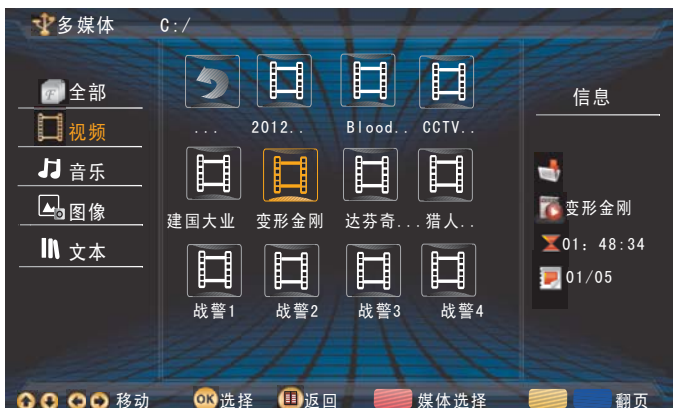 多媒体 C:/
全部
视频
音乐
图像
文本
...
2012..
Blood..
CCTV..
建国大业
变形金刚
达芬奇...
猎人..
战警1
战警2
战警3
战警4
信息
变形金刚
01: 48:34
01/05
移动
OK 选择
返回
媒体选择
翻页